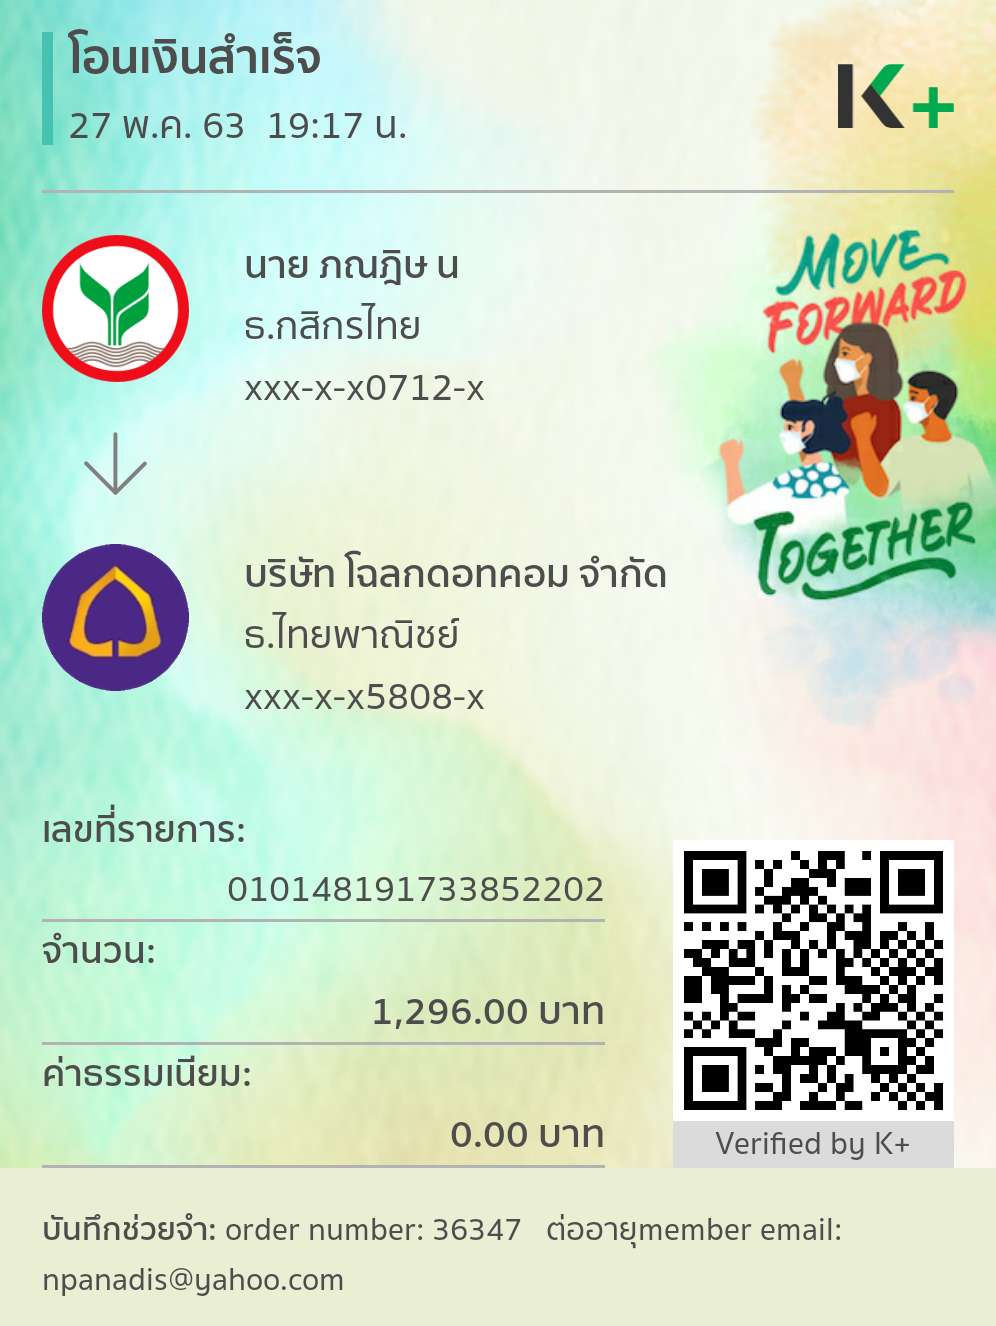 โอนเงินสำเร็จ
27 พ.ค. 63 19:17 น.
K+
นาย ภณฎิษ น
ธ.กสิกรไทย
xxx-x-x0712-x
MOVE
FORWARD
TOGETHER
บริษัท โฉลกดอทคอม จำกัด
ธ.ไทยพาณิชย์
xxx-x-x5808-x
เลขที่รายการ:
010148191733852202
จำนวน:
1,296.00 บาท
ค่าธรรมเนียม:
0.00 บาท
Verified by K+
บันทึกช่วยจำ: order number: 36347 ต่ออายุmember email:
npanadis@yahoo.com